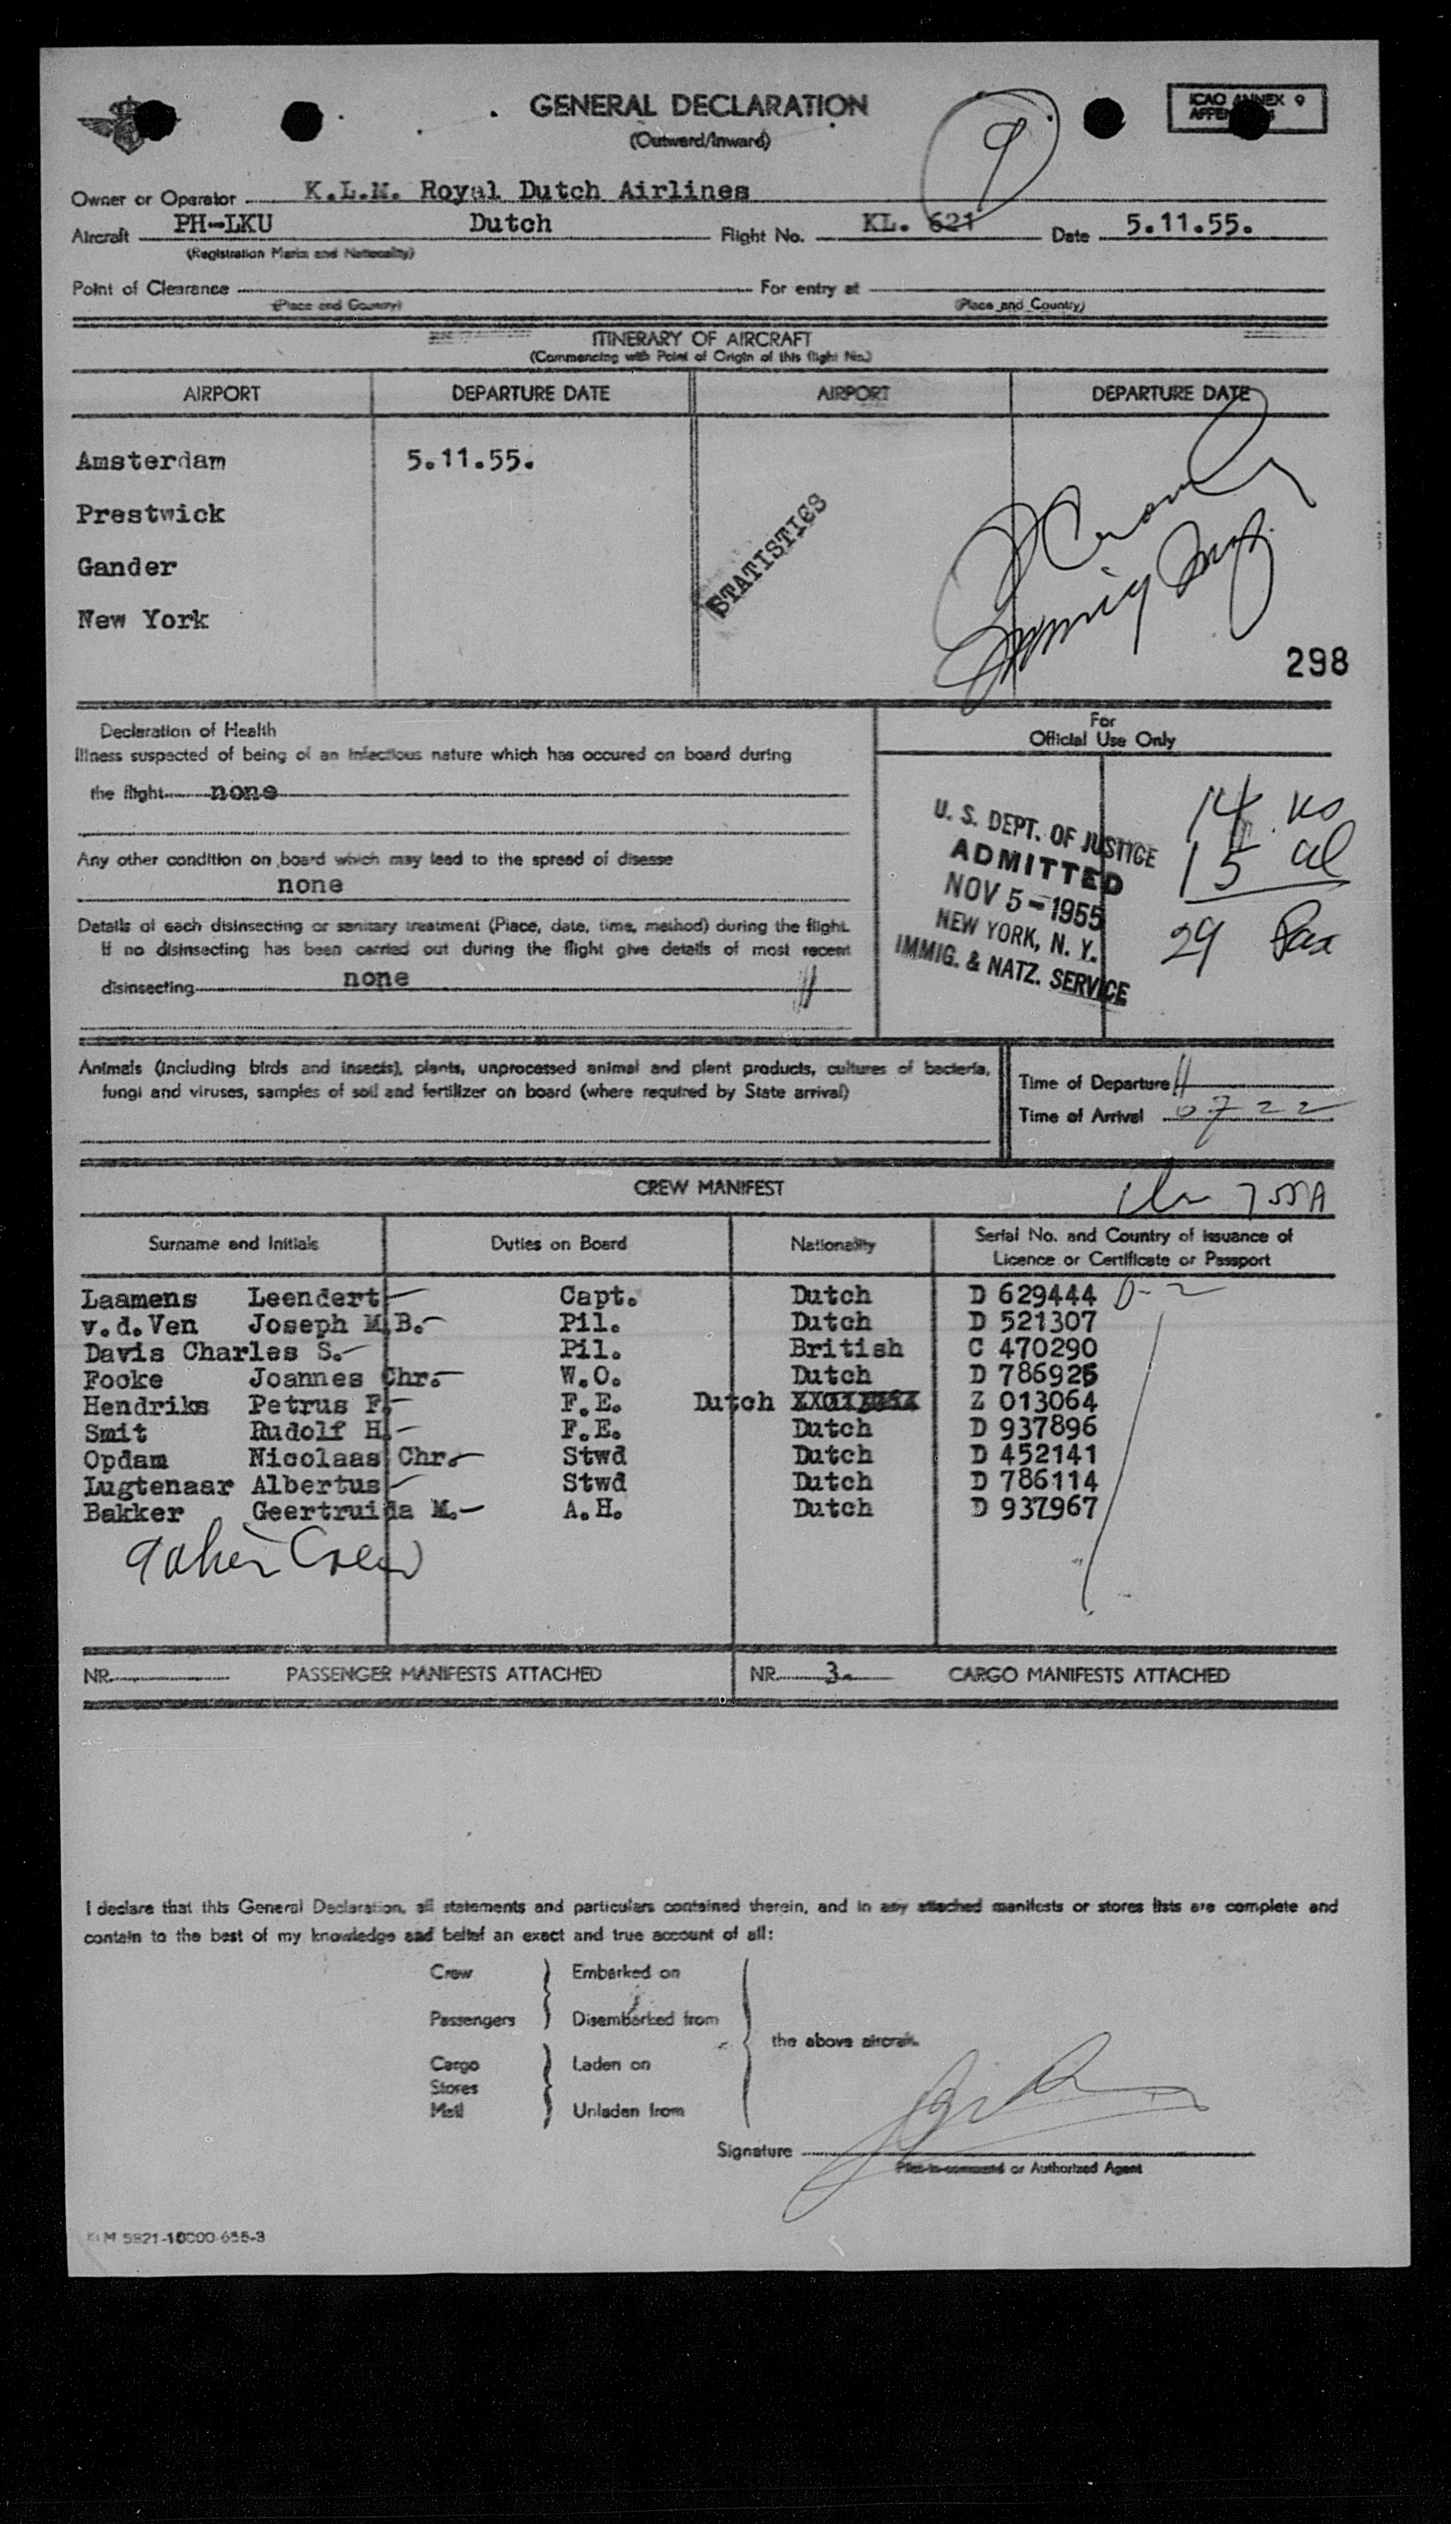 GENERAL DECLARATION
(Outward/Inward)
ICAO ANNEX 9
9
Owner or Operator K.L.M. Royal Dutch Airlines
Aircraft PH-LKU Dutch Flight No. KL. 621 Date 5.11.55.
(Registration Marks and Nationality)
Point of Clearance For entry at
(Place and Country) (Place and Country)
ITINERARY OF AIRCRAFT
(Commencing with Point of Origin of this flight No.)
AIRPORT DEPARTURE DATE AIRPORT DEPARTURE DATE
Amsterdam 5.11.55.
Prestwick
Gander
New York
STATISTICS
298
Declaration of Health
Illness suspected of being of an infectious nature which has occured on board during
the flight none
Any other condition on board which may lead to the spread of disease
none
Details of each disinsecting or sanitary treatment (Place, date, time, method) during the flight.
If no disinsecting has been carried out during the flight give details of most recent
disinsecting none
For
Official Use Only
U. S. DEPT. OF JUSTICE
ADMITTED
NOV 5 - 1955
NEW YORK, N. Y.
IMMIG. & NATZ. SERVICE
14 us
15 al
29 Pax
Animals (including birds and insects), plants, unprocessed animal and plant products, cultures of bacteria,
fungi and viruses, samples of soil and fertilizer on board (where required by State arrival)
Time of Departure
Time of Arrival 0722
CREW MANIFEST
755A
Surname and Initials Duties on Board Nationality Serial No. and Country of issuance of
Licence or Certificate or Passport
Laamens Leendert Capt. Dutch D 629444 D-2
v.d.Ven Joseph M.B. Pil. Dutch D 521307
Davis Charles S. Pil. British C 470290
Fooke Joannes Chr. W.O. Dutch D 786925
Hendriks Petrus F. F.E. Dutch Z 013064
Smit Rudolf H. F.E. Dutch D 937896
Opdam Nicolaas Chr. Stwd Dutch D 452141
Lugtenaar Albertus Stwd Dutch D 786114
Bakker Geertruida M. A.H. Dutch D 937967
9 alien Crew
NR. PASSENGER MANIFESTS ATTACHED NR. 3. CARGO MANIFESTS ATTACHED
I declare that this General Declaration, all statements and particulars contained therein, and in any attached manifests or stores lists are complete and
contain to the best of my knowledge and belief an exact and true account of all:
Crew Embarked on
Passengers Disembarked from
the above aircraft.
Cargo Laden on
Stores
Mail Unladen from
Signature
Pilot-in-command or Authorized Agent
KLM 5821-10000-655-3